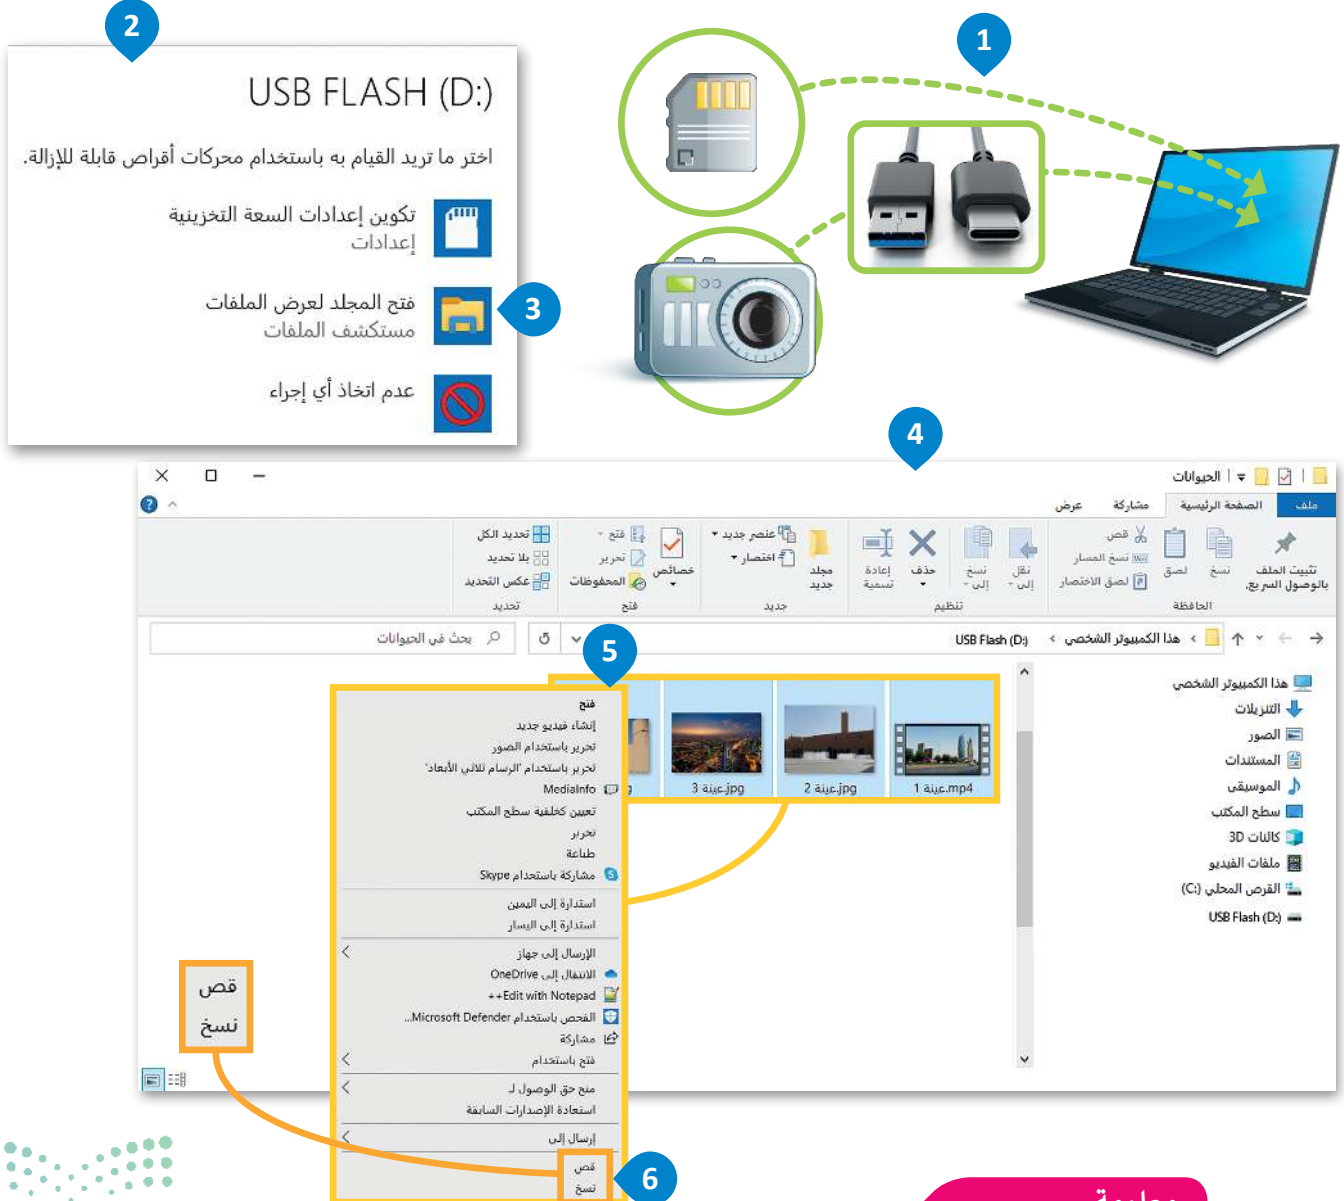 1
2
USB FLASH (D:)
اختر ما تريد القيام به باستخدام محركات أقراص قابلة للإزالة.
تكوين إعدادات السعة التخزينية
إعدادات
3
فتح المجلد لعرض الملفات
مستكشف الملفات
عدم اتخاذ أي إجراء
4
الحيوانات
ملف
الصفحة الرئيسية
مشاركة
عرض
تثبيت الملف
بالوصول السريع.
نسخ
لصق
قص
نسخ المسار
لصق الاختصار
الحافظة
نقل
إلى
نسخ
إلى
حذف
إعادة
تسمية
تنظيم
مجلد
جديد
عنصر جديد
اختصار
جديد
خصائص
فتح
تحرير
المحفوظات
فتح
تحديد الكل
بلا تحديد
عكس التحديد
تحديد
هذا الكمبيوتر الشخصي
USB Flash (D:)
بحث في الحيوانات
هذا الكمبيوتر الشخصي
التنزيلات
الصور
المستندات
الموسيقى
سطح المكتب
كائنات 3D
ملفات الفيديو
القرص المحلي (C:)
USB Flash (D:)
عينة 1.mp4
عينة 2.jpg
عينة 3.jpg
5
فتح
إنشاء فيديو جديد
تحرير باستخدام الصور
تحرير باستخدام "الرسام ثلاثي الأبعاد"
MediaInfo
تعيين كخلفية سطح المكتب
تحرير
طباعة
مشاركة باستخدام Skype
استدارة إلى اليمين
استدارة إلى اليسار
الإرسال إلى جهاز
الانتقال إلى OneDrive
Edit with Notepad++
الفحص باستخدام Microsoft Defender...
مشاركة
فتح باستخدام
منح حق الوصول لـ
استعادة الإصدارات السابقة
إرسال إلى
قص
نسخ
6
قص
نسخ